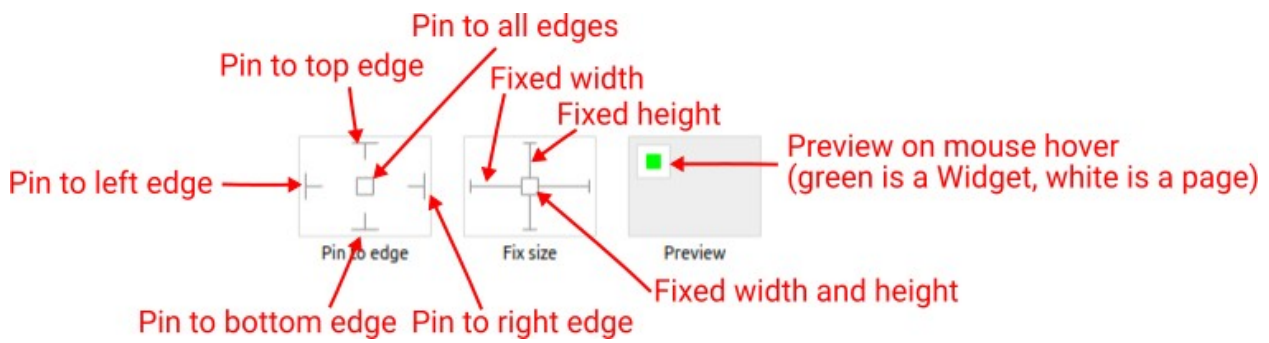 Pin to all edges
Pin to top edge
Fixed width
Fixed height
Preview on mouse hover
(green is a Widget, white is a page)
Pin to left edge
Pin to edge
Fix size
Preview
Fixed width and height
Pin to bottom edge
Pin to right edge